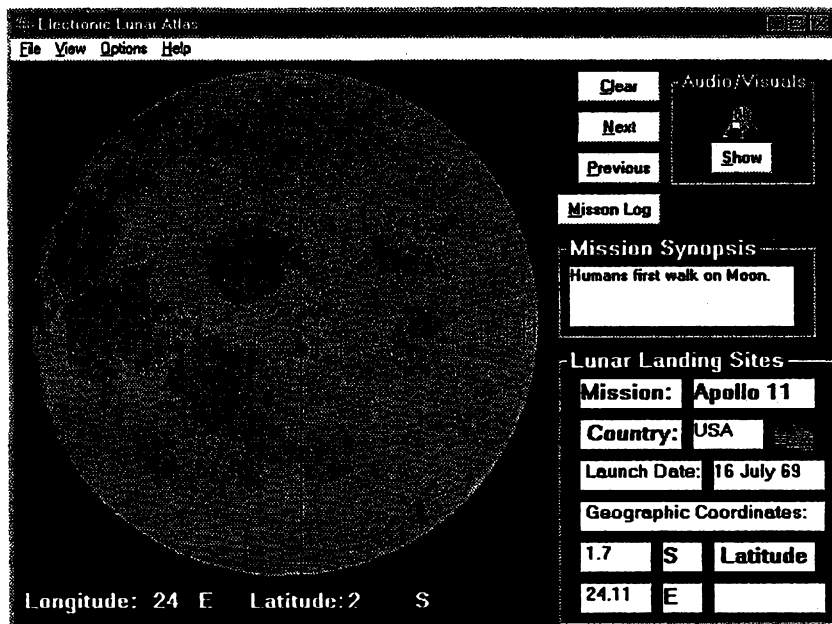 Electronic Lunar Atlas
File View Options Help
Clear
Next
Previous
Misson Log
Audio/Visuals
Show
Mission Synopsis
Humans first walk on Moon.
Lunar Landing Sites
Mission: Apollo 11
Country: USA
Launch Date: 16 July 69
Geographic Coordinates:
1.7 S Latitude
24.11 E
Longitude: 24 E Latitude:2 S